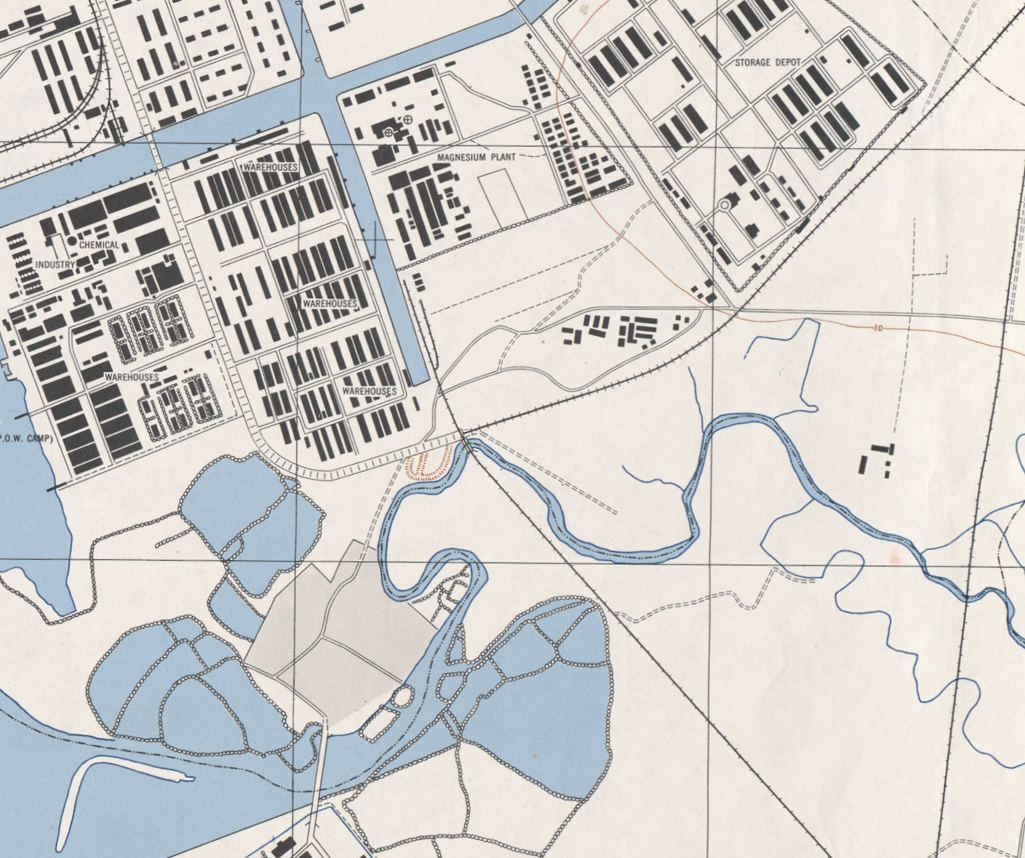 STORAGE DEPOT
MAGNESIUM PLANT
WAREHOUSES
CHEMICAL
INDUSTRY
WAREHOUSES
10
WAREHOUSES
WAREHOUSES
P.O.W. CAMP)